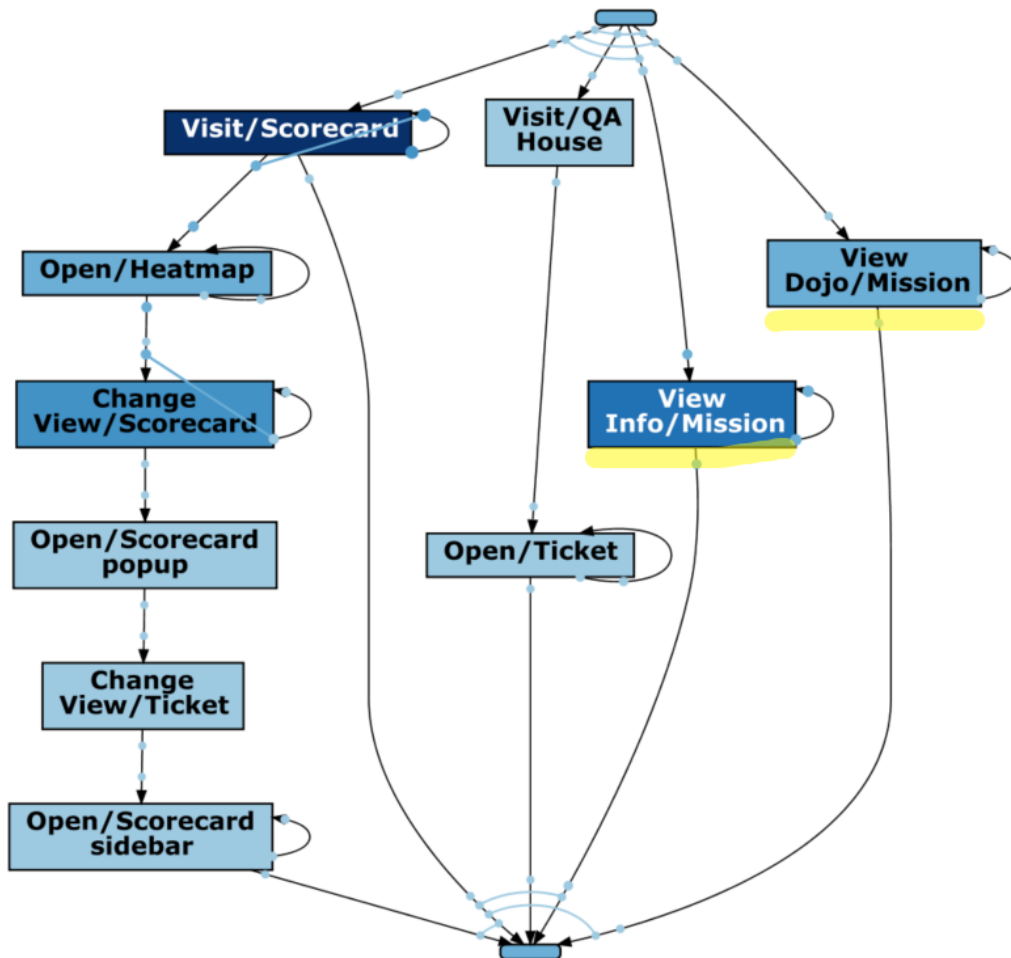 Visit/Scorecard
Visit/QA
House
Open/Heatmap
View
Dojo/Mission
Change
View/Scorecard
View
Info/Mission
Open/Scorecard
popup
Open/Ticket
Change
View/Ticket
Open/Scorecard
sidebar